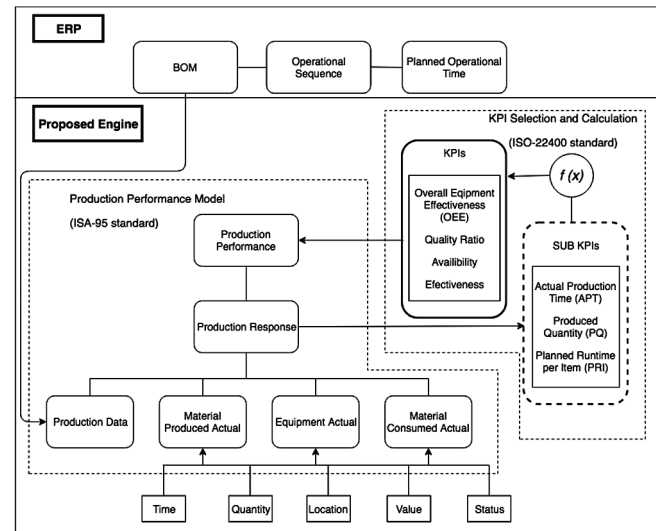 ERP
BOM
Operational
Sequence
Planned Operational
Time
Proposed Engine
KPI Selection and Calculation
(ISO-22400 standard)
KPIs
f (x)
Overall Eqipment
Effectiveness
(OEE)
Quality Ratio
Availibility
Efectiveness
Production Performance Model
(ISA-95 standard)
Production
Performance
SUB KPIs
Actual Production
Time (APT)
Produced
Quantity (PQ)
Planned Runtime
per Item (PRI)
Production Response
Production Data
Material
Produced Actual
Equipment Actual
Material
Consumed Actual
Time
Quantity
Location
Value
Status